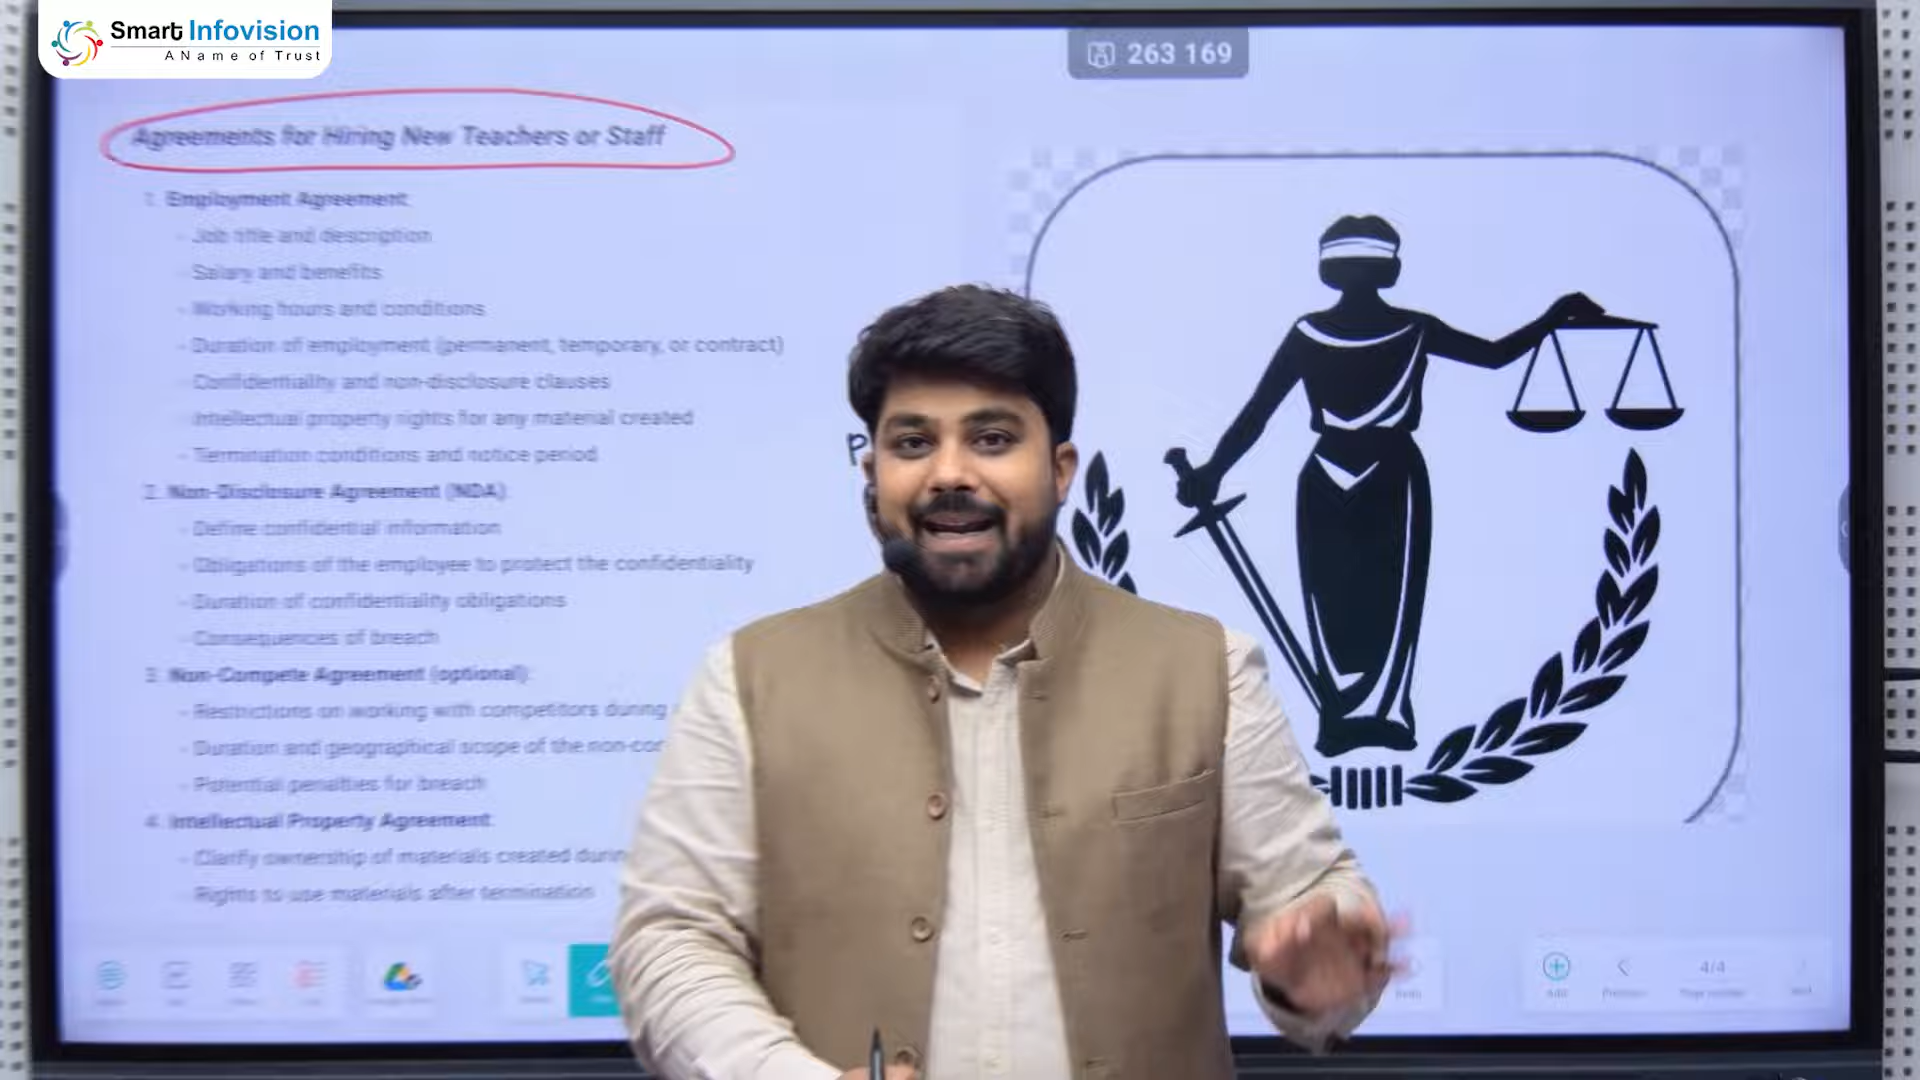 Smart Infovision
A Name of Trust
263 169
Agreements for Hiring New Teachers or Staff
1. Employment Agreement:
- Job title and description
- Salary and benefits
- Working hours and conditions
- Duration of employment (permanent, temporary, or contract)
- Confidentiality and non-disclosure clauses
- Intellectual property rights for any material created
- Termination conditions and notice period
2. Non-Disclosure Agreement (NDA):
- Define confidential information
- Obligations of the employee to protect the confidentiality
- Duration of confidentiality obligations
- Consequences of breach
3. Non-Compete Agreement (optional):
- Restrictions on working with competitors during
- Duration and geographical scope of the
- Potential penalties for breach
4. Intellectual Property Agreement:
- Clarify ownership of materials created
- Rights to use materials after termination
4/4
Add Previous Page number Next